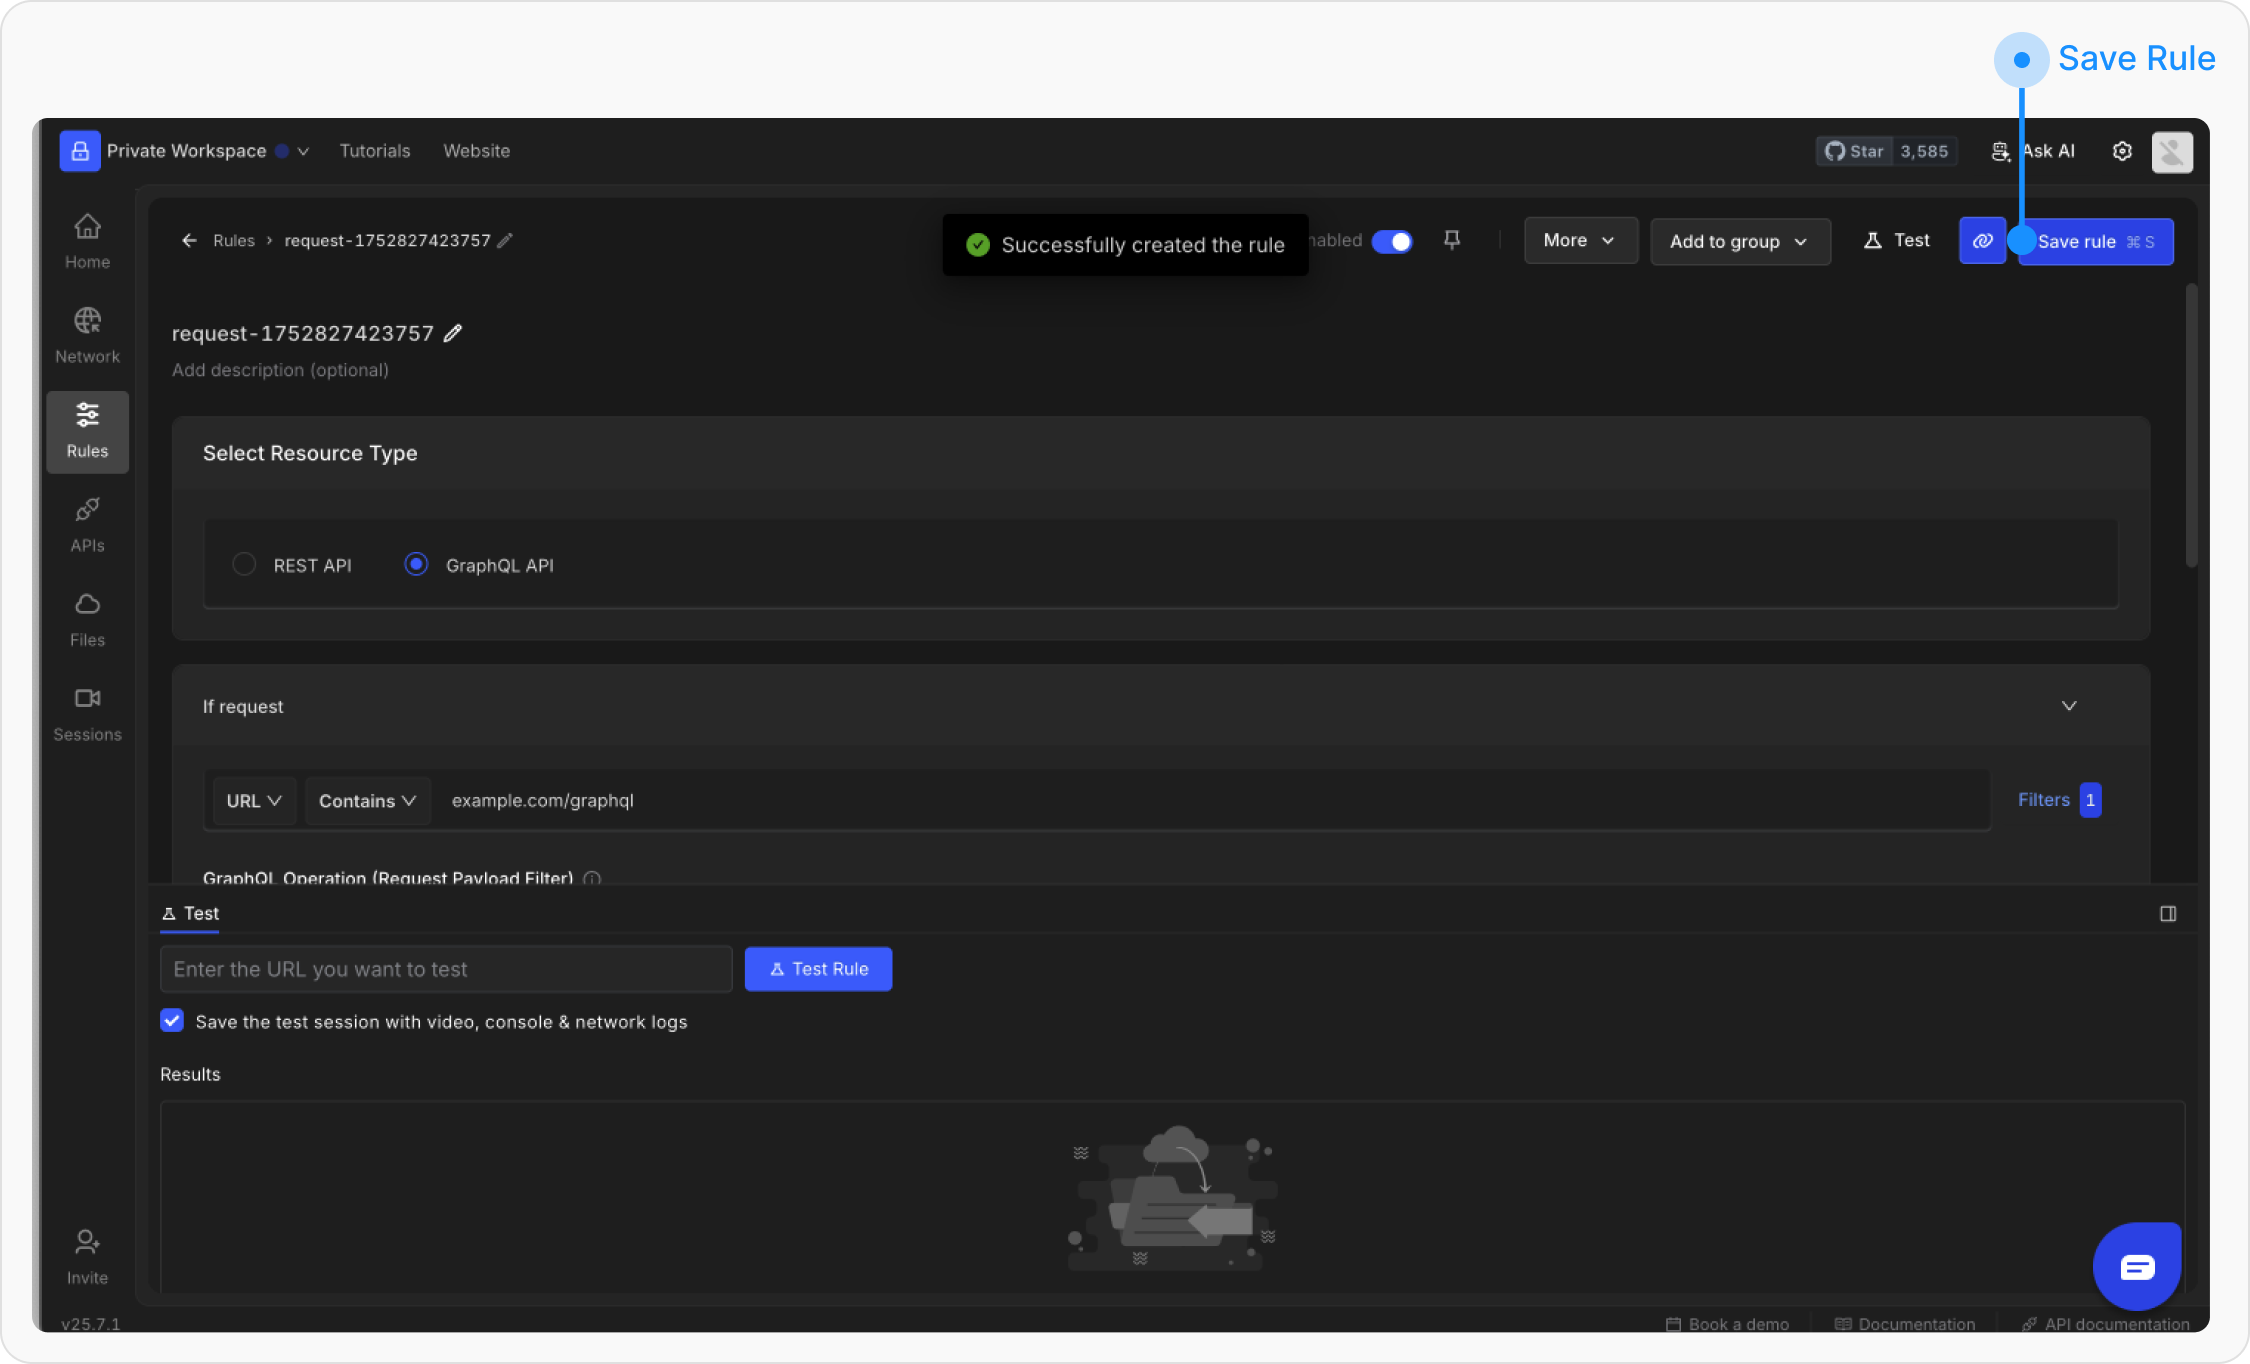 Save Rule
Private Workspace
Tutorials
Website
Star 3,585
Ask AI
Home
Network
Rules
APIs
Files
Sessions
Invite
v25.7.1
Rules > request-1752827423757
Successfully created the rule
nabled
More
Add to group
Test
Save rule ⌘ S
request-1752827423757
Add description (optional)
Select Resource Type
REST API
GraphQL API
If request
URL
Contains
example.com/graphql
Filters 1
GraphQL Operation (Request Payload Filter)
Test
Enter the URL you want to test
Test Rule
Save the test session with video, console & network logs
Results
Book a demo
Documentation
API documentation